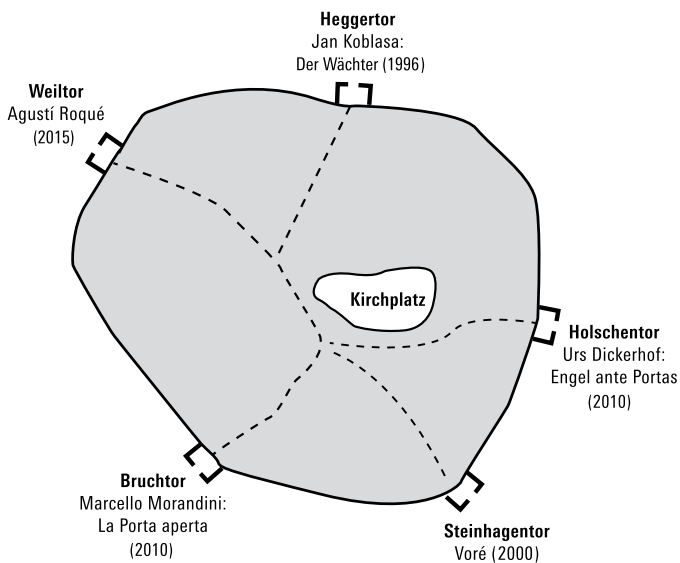 Heggertor
Jan Koblasa:
Der Wächter (1996)
Weiltor
Agustí Roqué
(2015)
Kirchplatz
Holschentor
Urs Dickerhof:
Engel ante Portas
(2010)
Bruchtor
Marcello Morandini:
La Porta aperta
(2010)
Steinhagentor
Voré (2000)